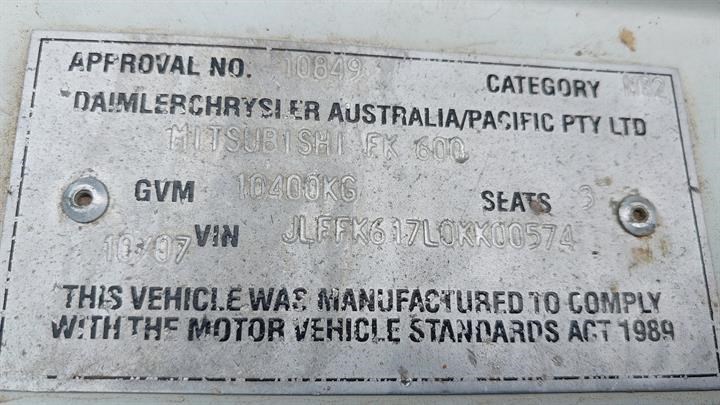 APPROVAL NO. 10849 CATEGORY NB2
DAIMLERCHRYSLER AUSTRALIA/PACIFIC PTY LTD
MITSUBISHI FK 600
GVM 10400KG SEATS 3
10/07 VIN JLFFK617L0KK00574
THIS VEHICLE WAS MANUFACTURED TO COMPLY
WITH THE MOTOR VEHICLE STANDARDS ACT 1989